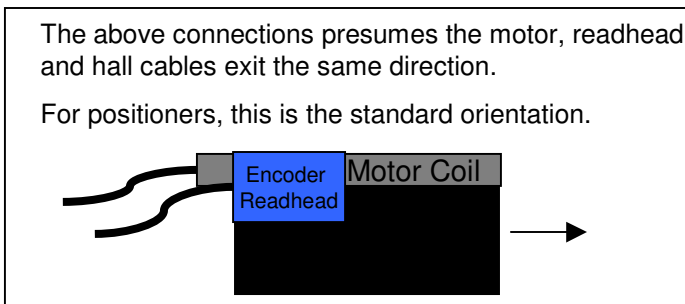 The above connections presumes the motor, readhead
and hall cables exit the same direction.
For positioners, this is the standard orientation.
Encoder
Readhead
Motor Coil